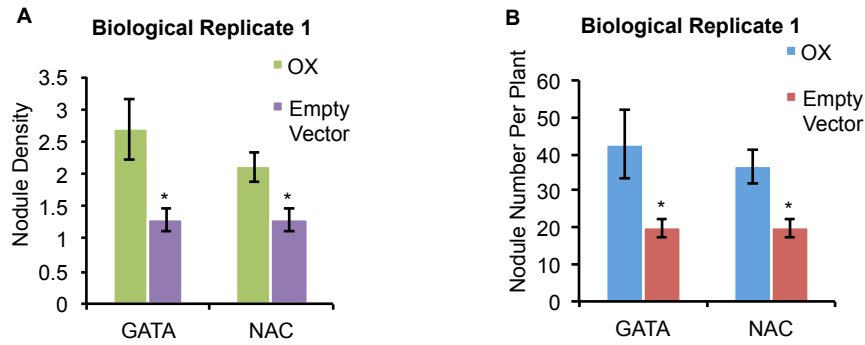 A
Biological Replicate 1
OX
Empty
Vector
Nodule Density
3.5
3
2.5
2
1.5
1
0.5
0
*
*
GATA
NAC
B
Biological Replicate 1
OX
Empty
Vector
Nodule Number Per Plant
60
50
40
30
20
10
0
*
*
GATA
NAC